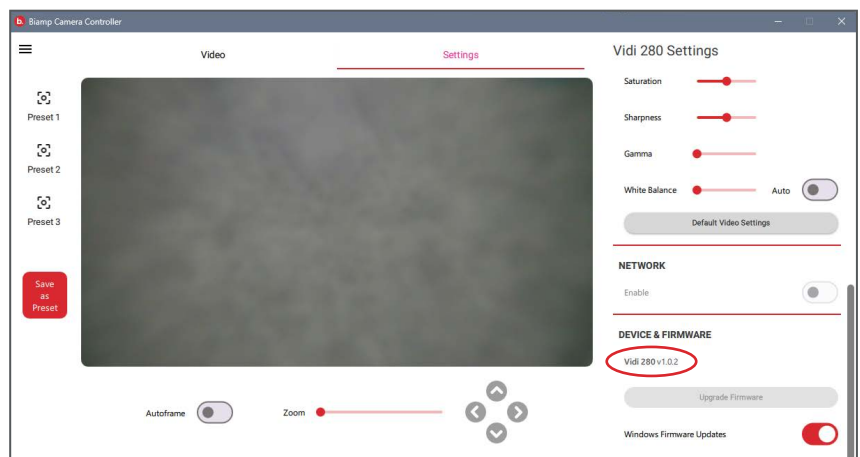 b. Biamp Camera Controller
Video
Settings
Preset 1
Preset 2
Preset 3
Save
as
Preset
Autoframe
Zoom
Vidi 280 Settings
Saturation
Sharpness
Gamma
White Balance Auto
Default Video Settings
NETWORK
Enable
DEVICE & FIRMWARE
Vidi 280 v1.0.2
Upgrade Firmware
Windows Firmware Updates